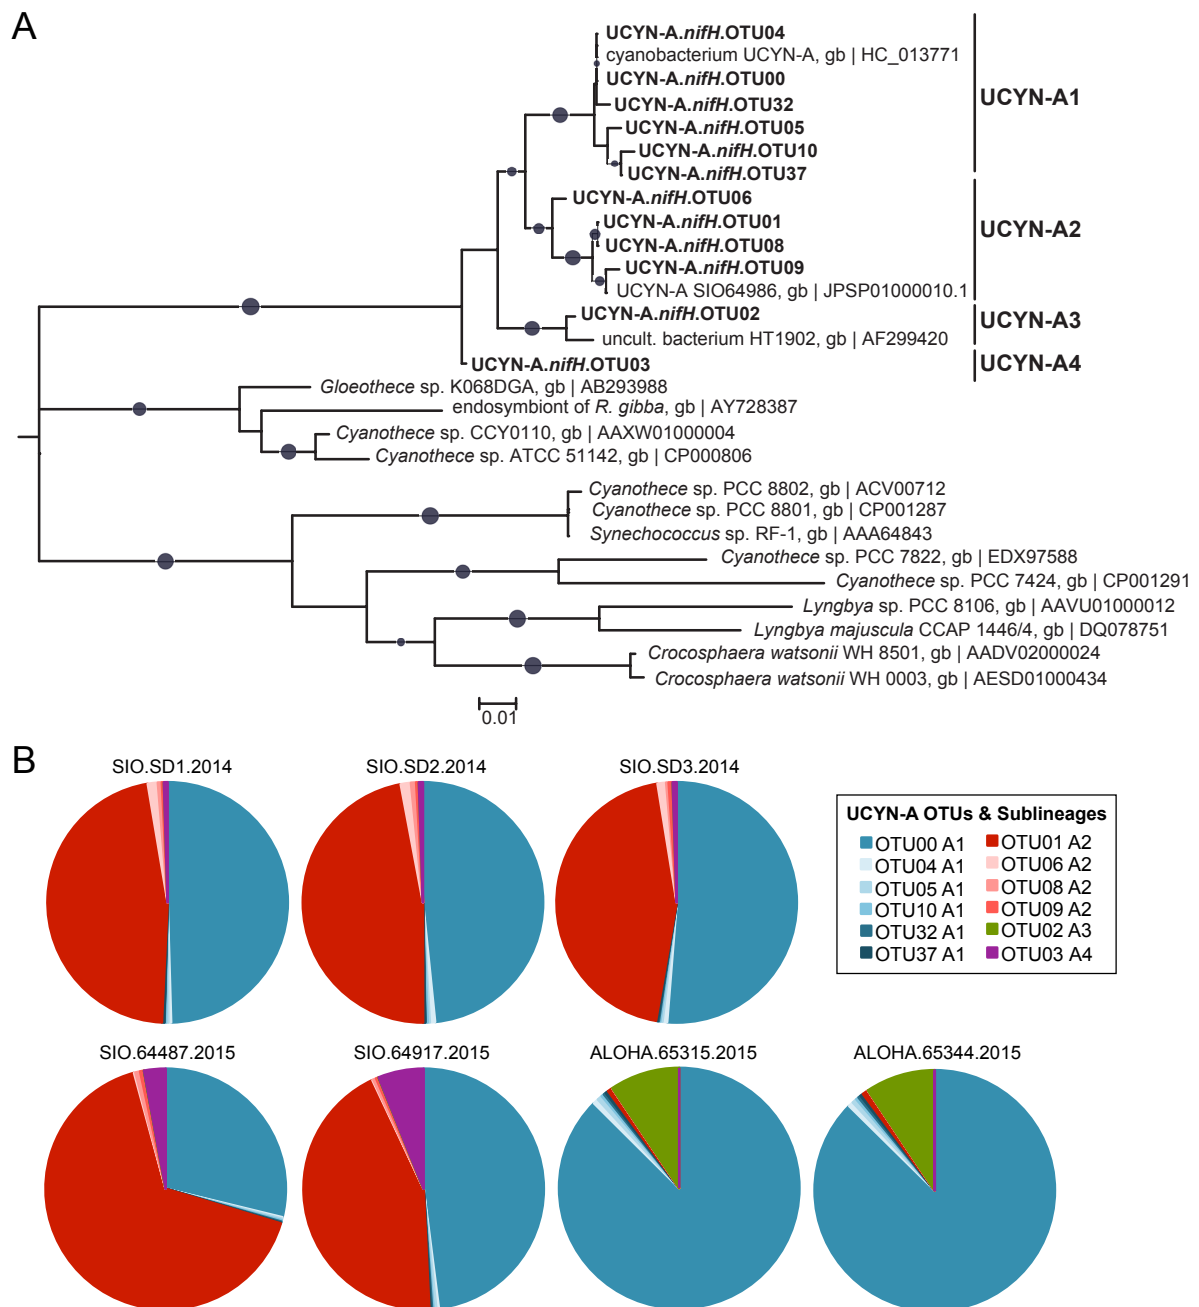 A
UCYN-A.nifH.OTU04
cyanobacterium UCYN-A, gb | HC_013771
UCYN-A.nifH.OTU00
UCYN-A1
UCYN-A.nifH.OTU32
UCYN-A.nifH.OTU05
UCYN-A.nifH.OTU10
UCYN-A.nifH.OTU37
UCYN-A.nifH.OTU06
UCYN-A.nifH.OTU01
UCYN-A2
UCYN-A.nifH.OTU08
UCYN-A.nifH.OTU09
UCYN-A SIO64986, gb | JPSP01000010.1
UCYN-A.nifH.OTU02
UCYN-A3
uncult. bacterium HT1902, gb | AF299420
UCYN-A.nifH.OTU03
UCYN-A4
Gloeothece sp. K068DGA, gb | AB293988
endosymbiont of R. gibba, gb | AY728387
Cyanothece sp. CCY0110, gb | AAXW01000004
Cyanothece sp. ATCC 51142, gb | CP000806
Cyanothece sp. PCC 8802, gb | ACV00712
Cyanothece sp. PCC 8801, gb | CP001287
Synechococcus sp. RF-1, gb | AAA64843
Cyanothece sp. PCC 7822, gb | EDX97588
Cyanothece sp. PCC 7424, gb | CP001291
Lyngbya sp. PCC 8106, gb | AAVU01000012
Lyngbya majuscula CCAP 1446/4, gb | DQ078751
Crocosphaera watsonii WH 8501, gb | AADV02000024
Crocosphaera watsonii WH 0003, gb | AESD01000434
0.01
B
SIO.SD1.2014
SIO.SD2.2014
SIO.SD3.2014
UCYN-A OTUs & Sublineages
OTU00 A1
OTU01 A2
OTU04 A1
OTU06 A2
OTU05 A1
OTU08 A2
OTU10 A1
OTU09 A2
OTU32 A1
OTU02 A3
OTU37 A1
OTU03 A4
SIO.64487.2015
SIO.64917.2015
ALOHA.65315.2015
ALOHA.65344.2015